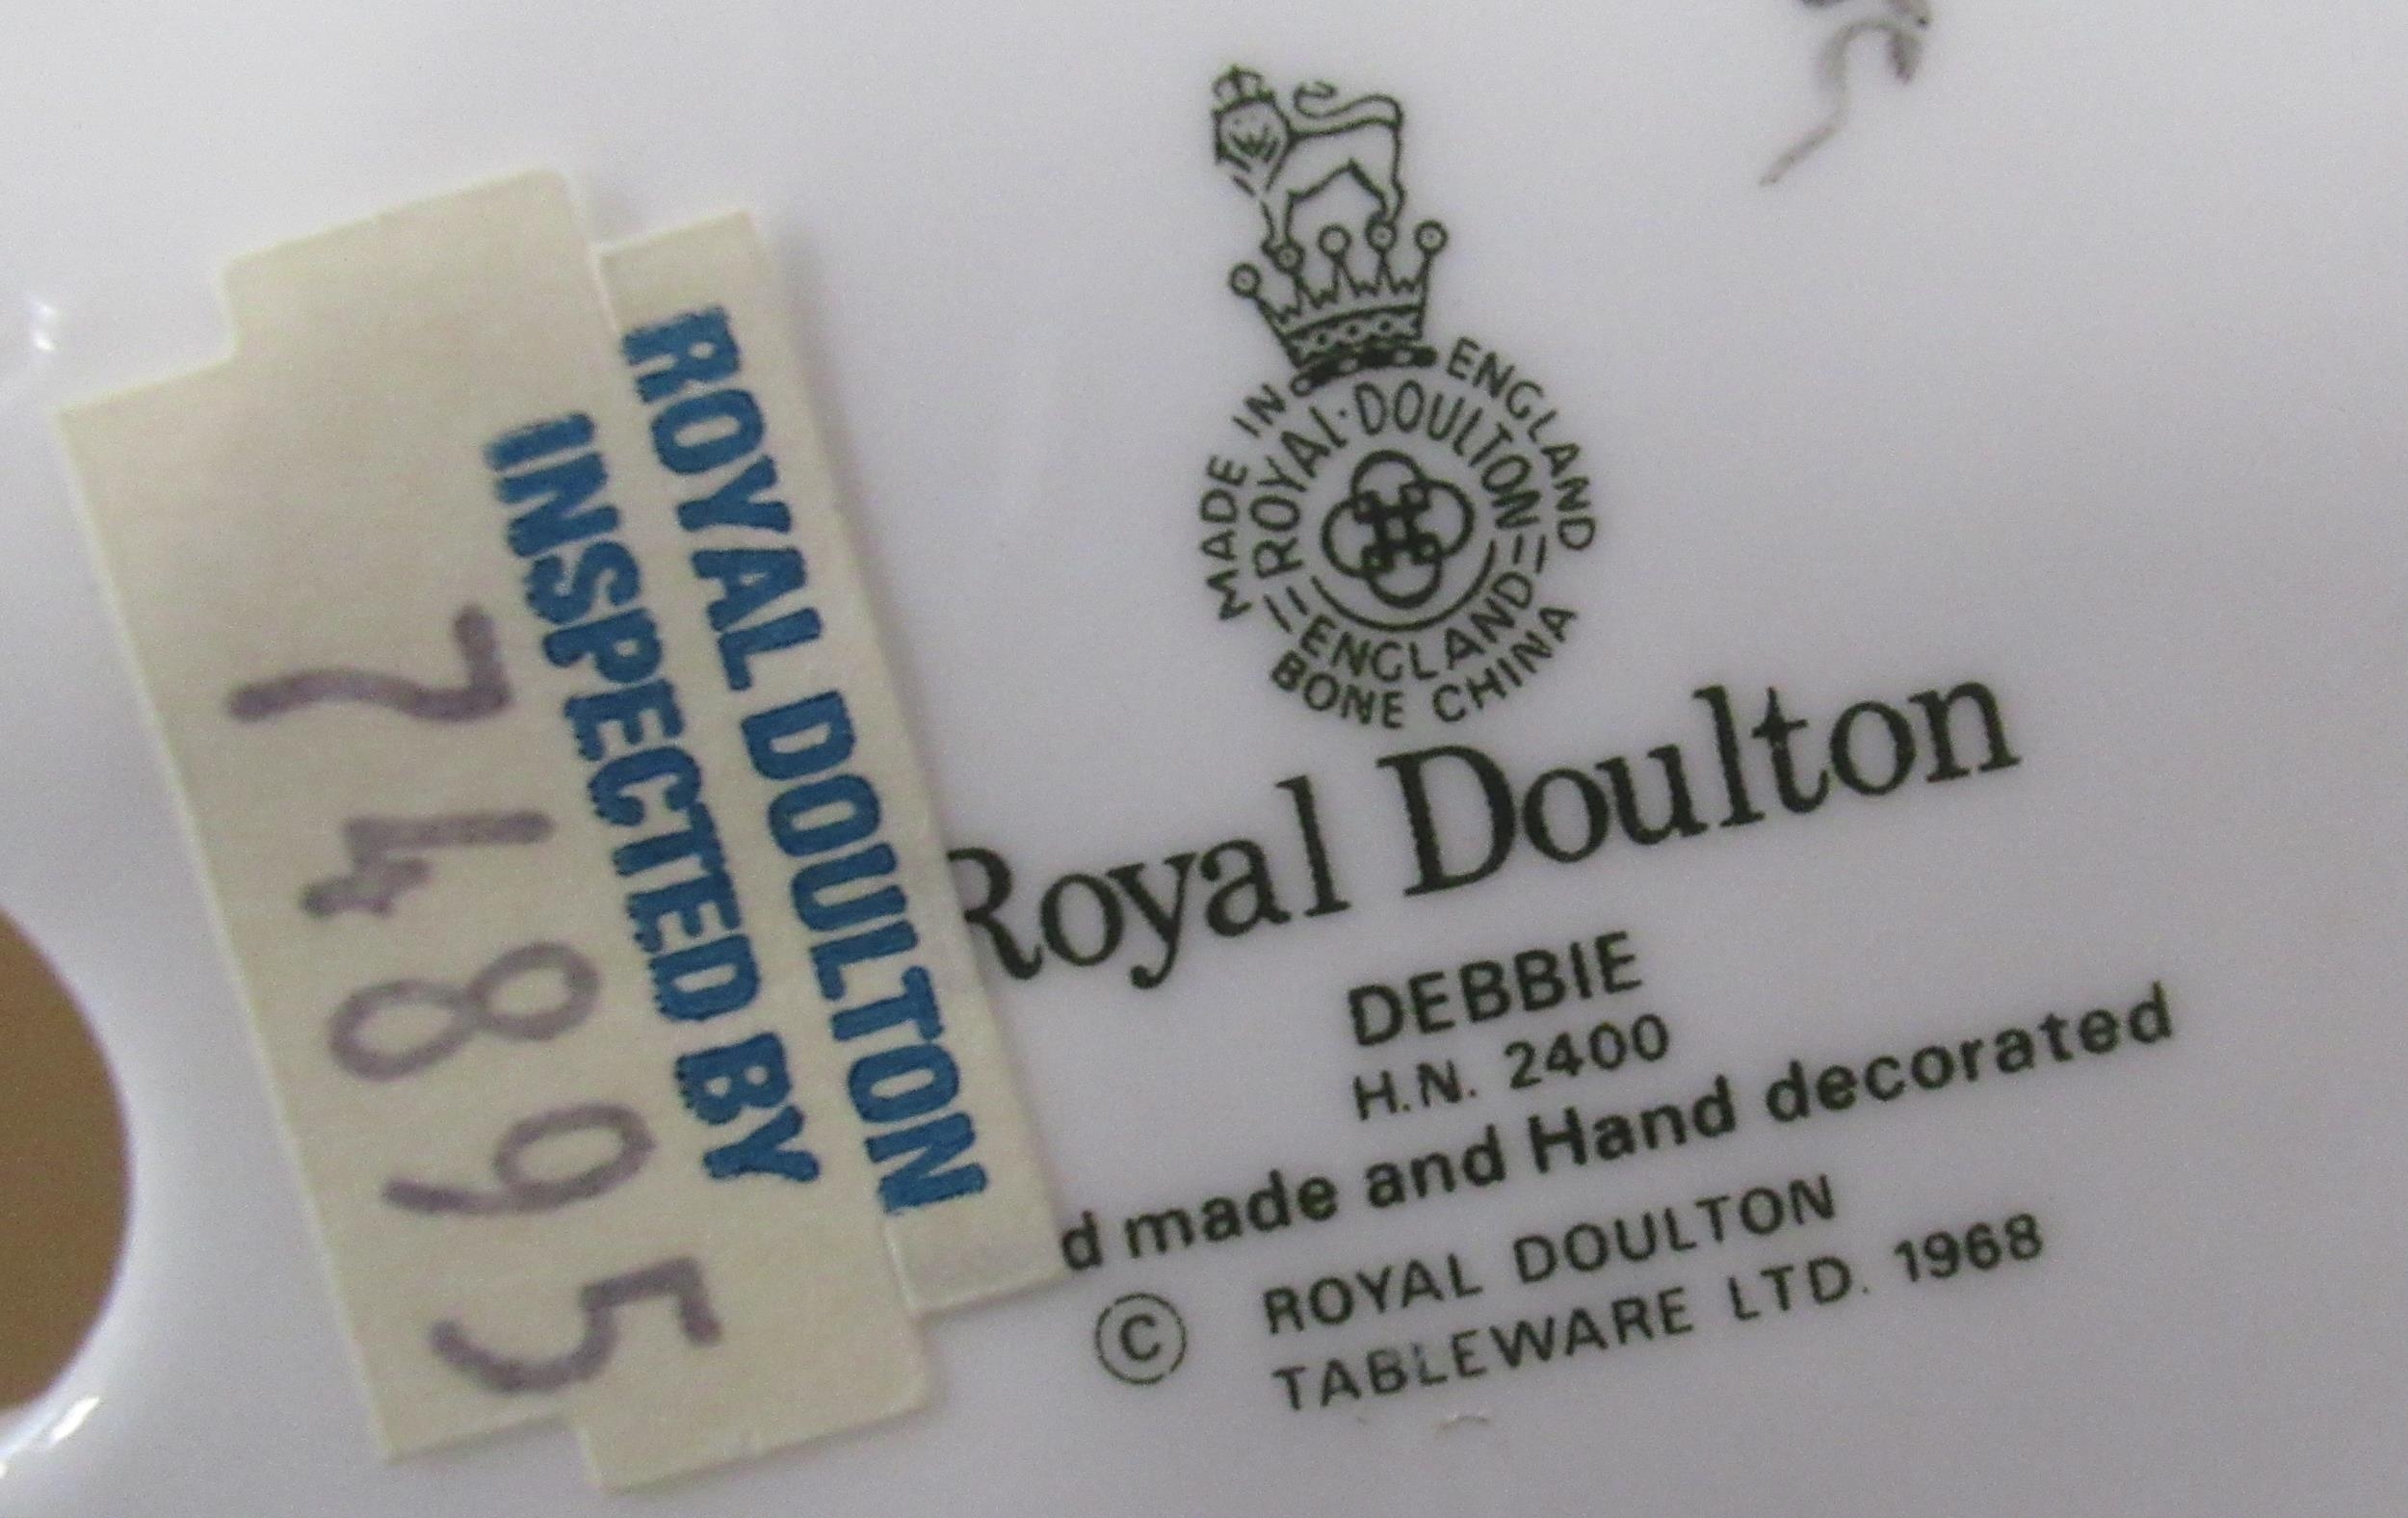 ROYAL DOULTON
INSPECTED BY
74895
MADE IN ENGLAND
ROYAL·DOULTON
ENGLAND
BONE CHINA
Royal Doulton
DEBBIE
H.N. 2400
d made and Hand decorated
© ROYAL DOULTON
TABLEWARE LTD. 1968